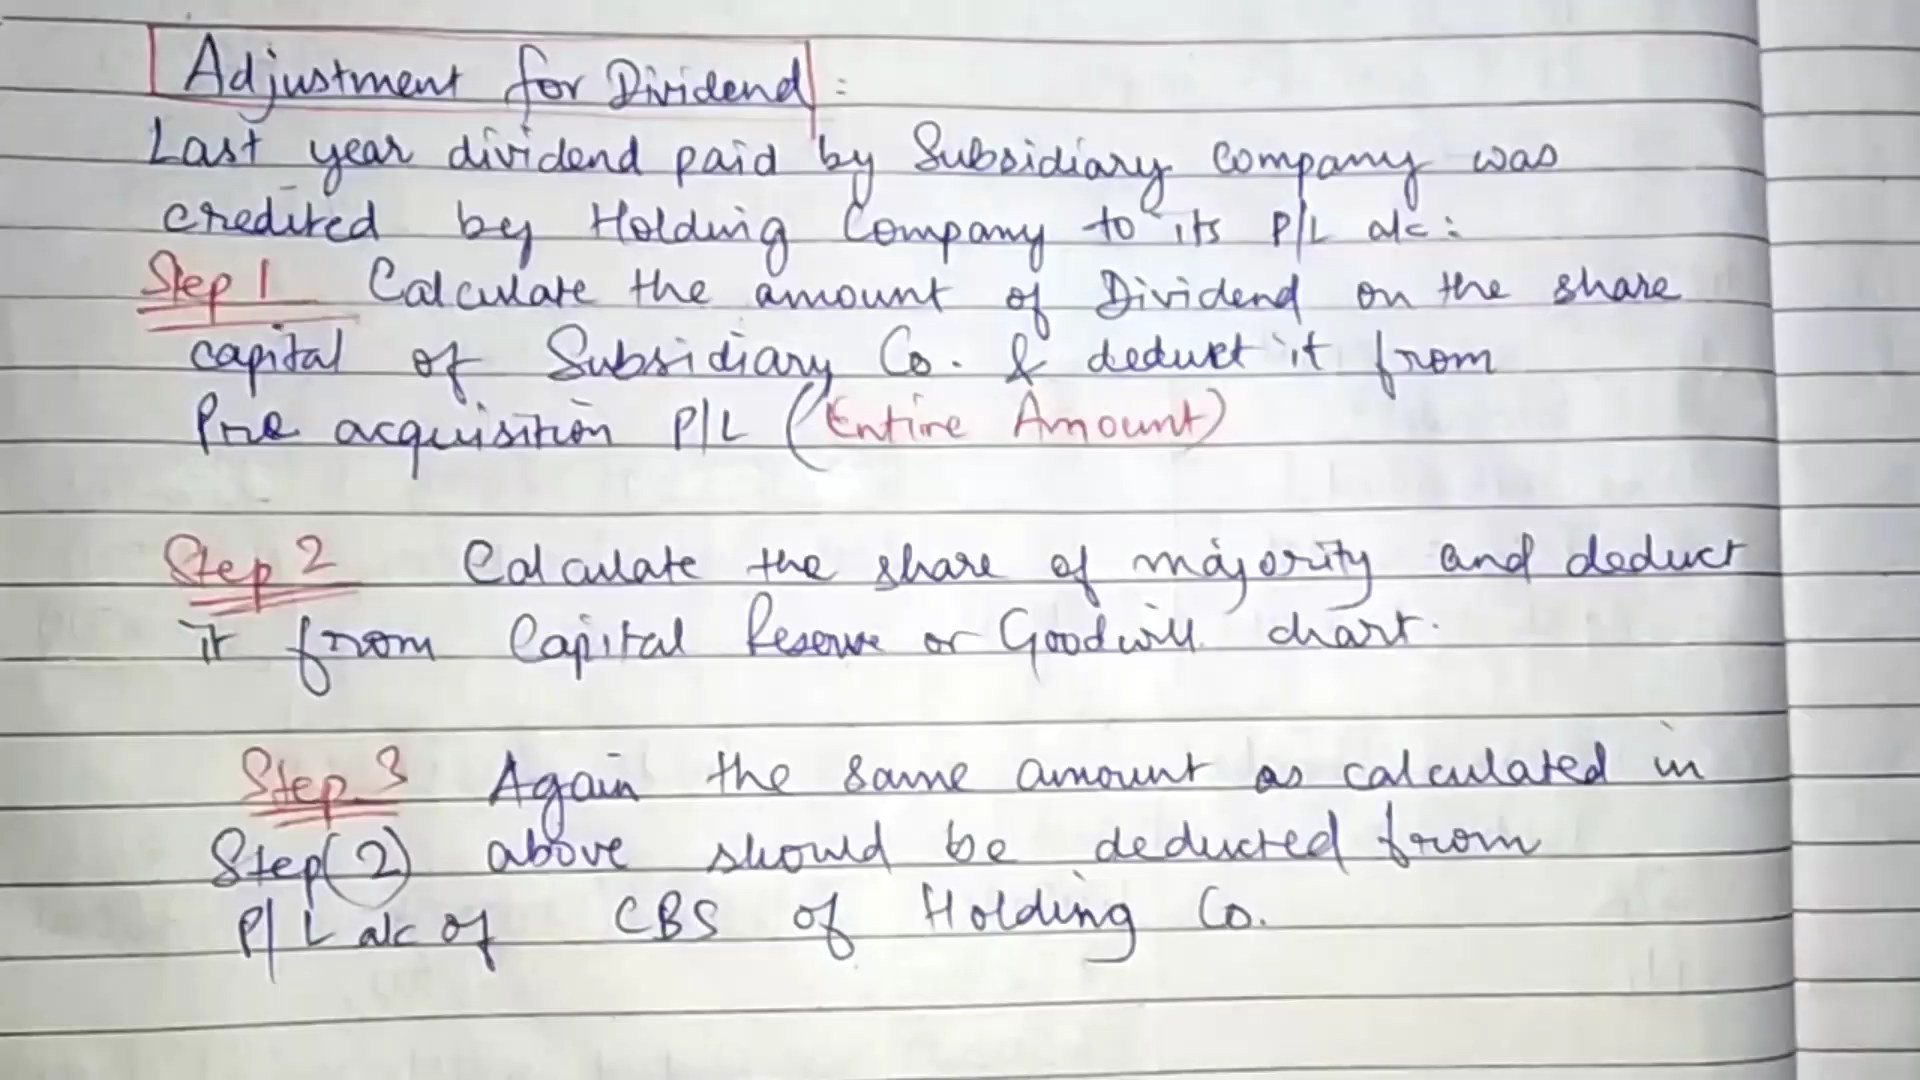 Adjustment for Dividend :
Last year dividend paid by Subsidiary Company was
credited by Holding Company to its P/L a/c :
Step 1 Calculate the amount of Dividend on the share
capital of Subsidiary Co. & deduct it from
Pre acquisition P/L (Entire Amount)
Step 2 Calculate the share of majority and deduct
it from Capital Reserve or Goodwill chart.
Step 3 Again the same amount as calculated in
Step (2) above should be deducted from
P/L a/c of CBS of Holding Co.